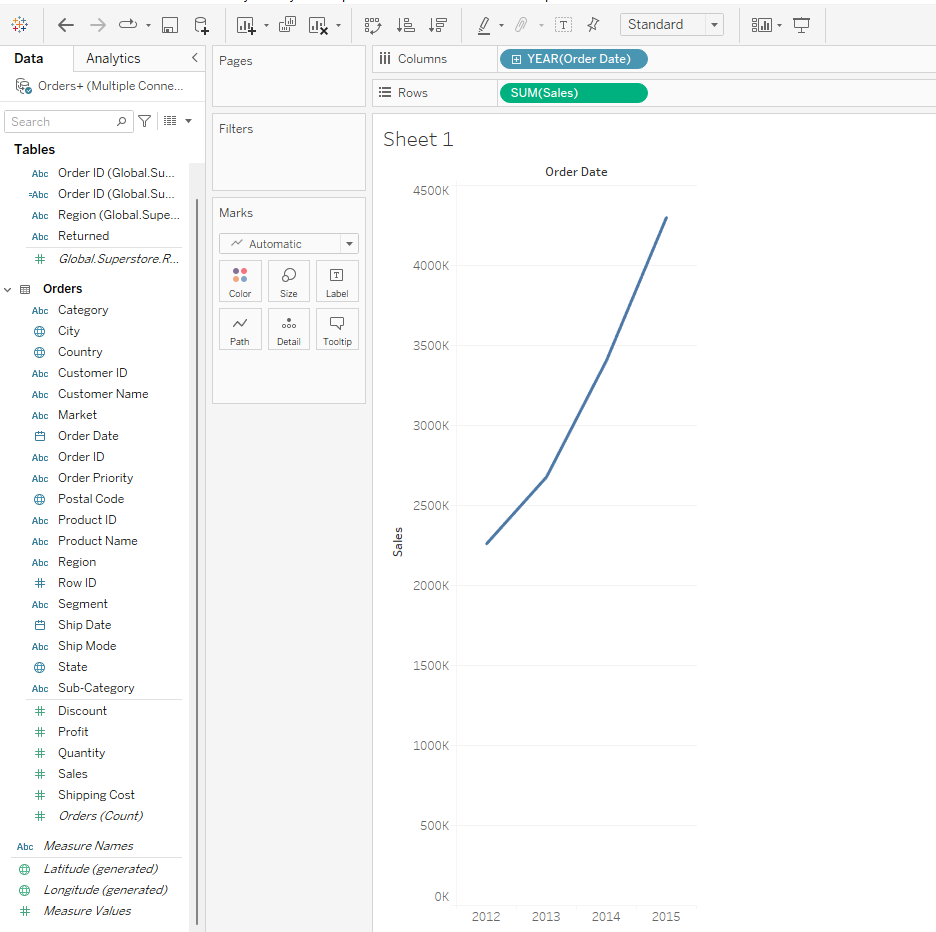 Standard
Data
Analytics
Orders+ (Multiple Conne...
Search
Tables
Abc Order ID (Global.Su...
=Abc Order ID (Global.Su...
Abc Region (Global.Supe...
Abc Returned
# Global.Superstore.R...
Orders
Abc Category
City
Country
Abc Customer ID
Abc Customer Name
Abc Market
Order Date
Abc Order ID
Abc Order Priority
Postal Code
Abc Product ID
Abc Product Name
Abc Region
# Row ID
Abc Segment
Ship Date
Abc Ship Mode
State
Abc Sub-Category
# Discount
# Profit
# Quantity
# Sales
# Shipping Cost
# Orders (Count)
Abc Measure Names
Latitude (generated)
Longitude (generated)
# Measure Values
Pages
Filters
Marks
Automatic
Color Size Label
Path Detail Tooltip
Columns YEAR(Order Date)
Rows SUM(Sales)
Sheet 1
Order Date
4500K
4000K
3500K
3000K
2500K
2000K
1500K
1000K
500K
0K
Sales
2012 2013 2014 2015